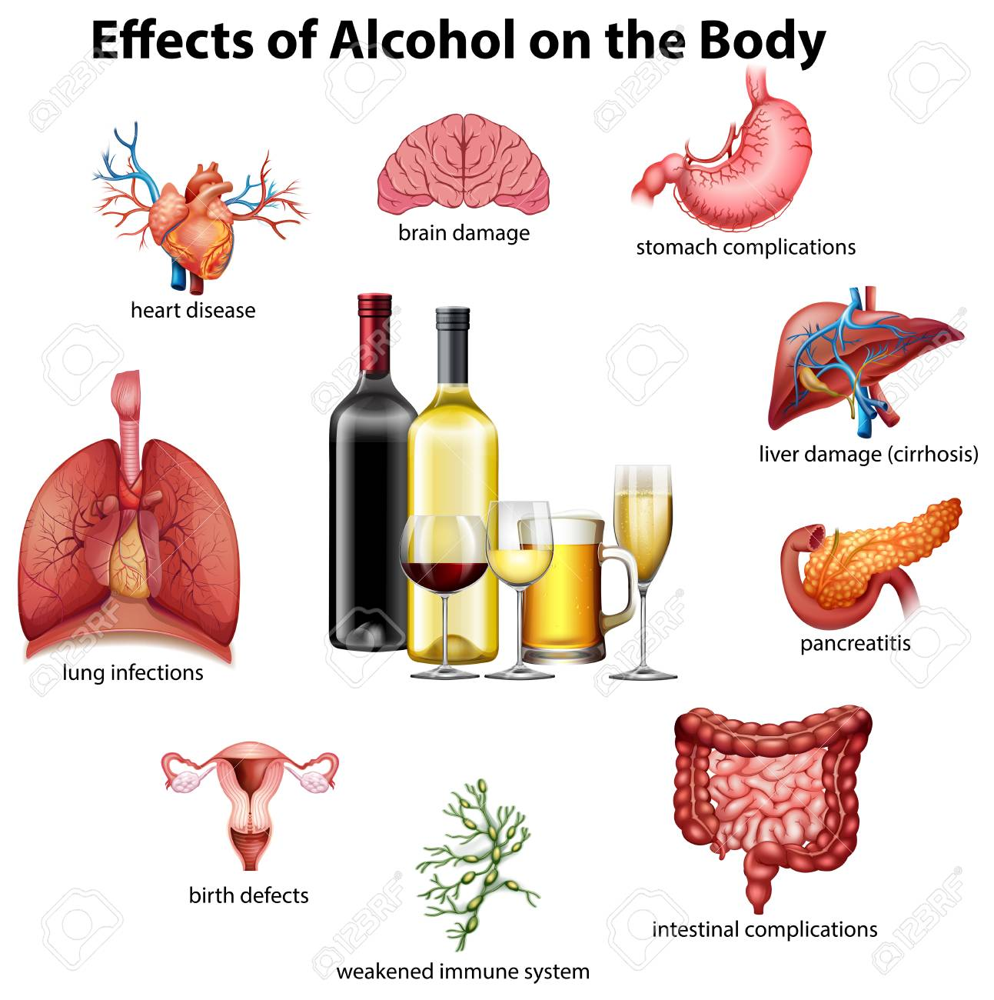 Effects of Alcohol on the Body
heart disease
brain damage
stomach complications
liver damage (cirrhosis)
lung infections
pancreatitis
birth defects
weakened immune system
intestinal complications
123RF